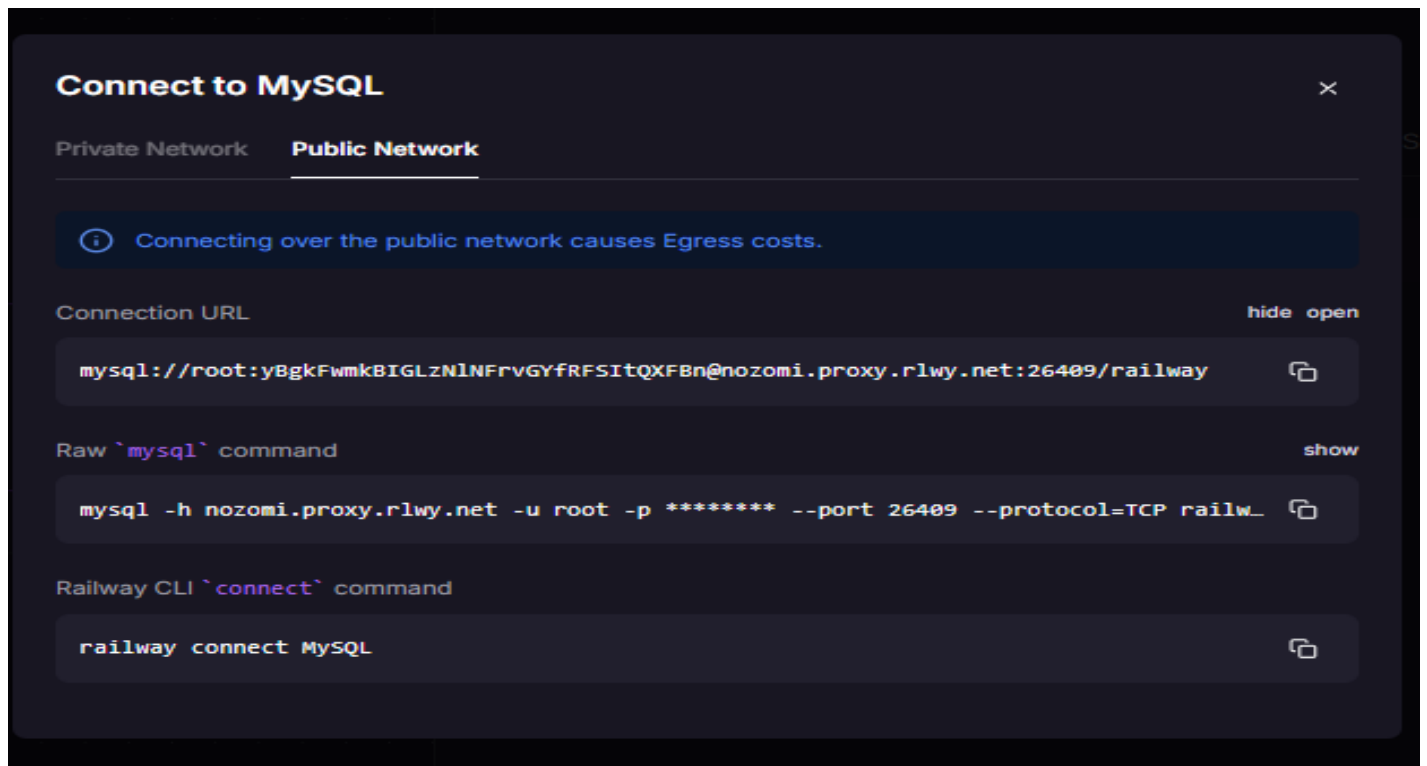 Connect to MySQL
Private Network Public Network
Connecting over the public network causes Egress costs.
Connection URL hide open
mysql://root:yBgkFwmkBIGLzNlNFrvGYfRFSItQXFBn@nozomi.proxy.rlwy.net:26409/railway
Raw `mysql` command show
mysql -h nozomi.proxy.rlwy.net -u root -p ******** --port 26409 --protocol=TCP railw…
Railway CLI `connect` command
railway connect MySQL